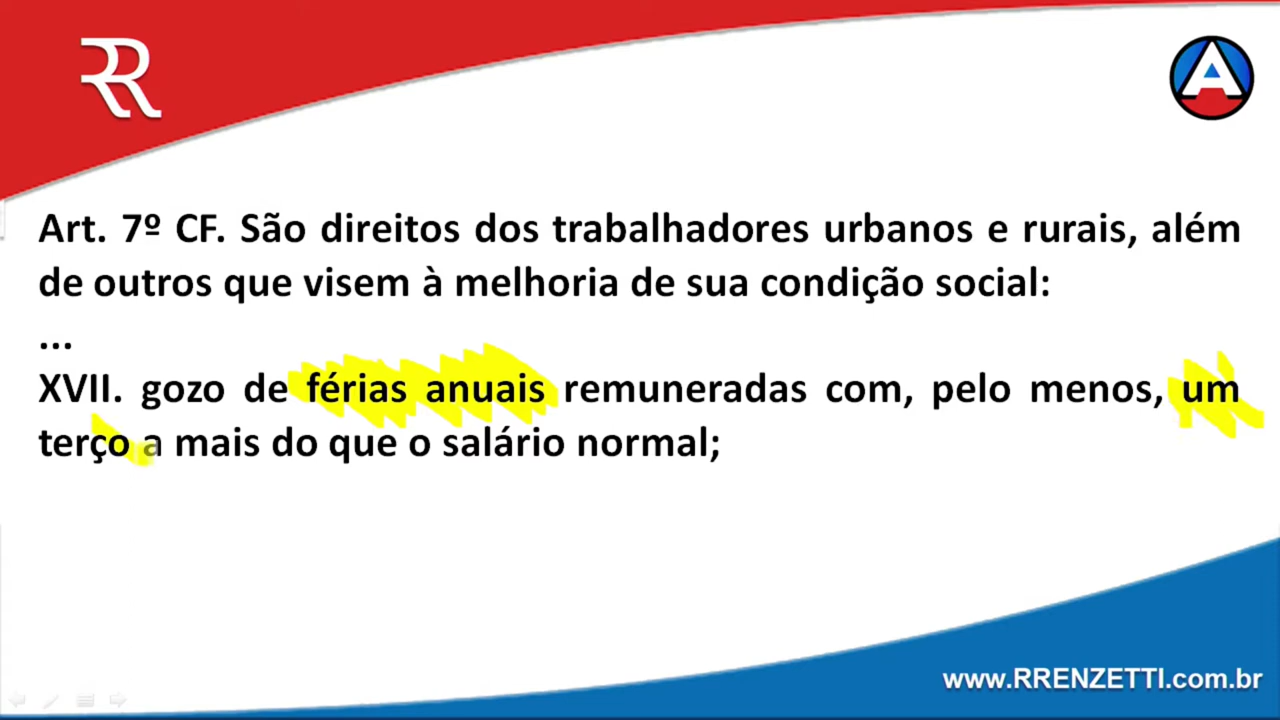 RR
A
Art. 7º CF. São direitos dos trabalhadores urbanos e rurais, além
de outros que visem à melhoria de sua condição social:
...
XVII. gozo de férias anuais remuneradas com, pelo menos, um
terço a mais do que o salário normal;
www.RRENZETTI.com.br